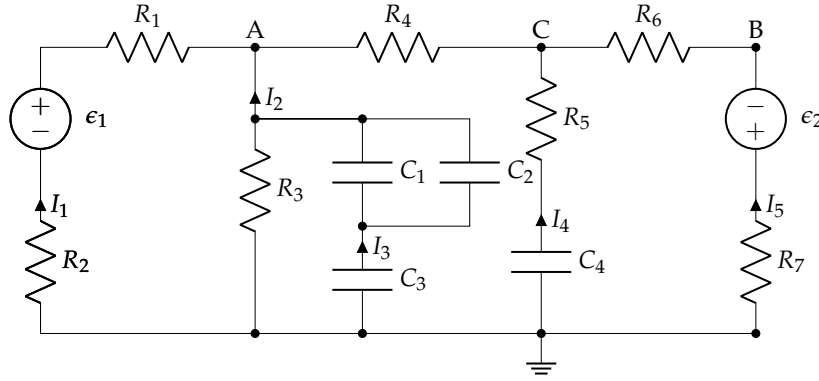 R₁ A R₄ C R₆ B
+ − ϵ₁ I₂ R₅ − + ϵ₂
R₃ C₁ C₂
I₁ I₃ I₄ I₅
R₂ C₃ C₄ R₇